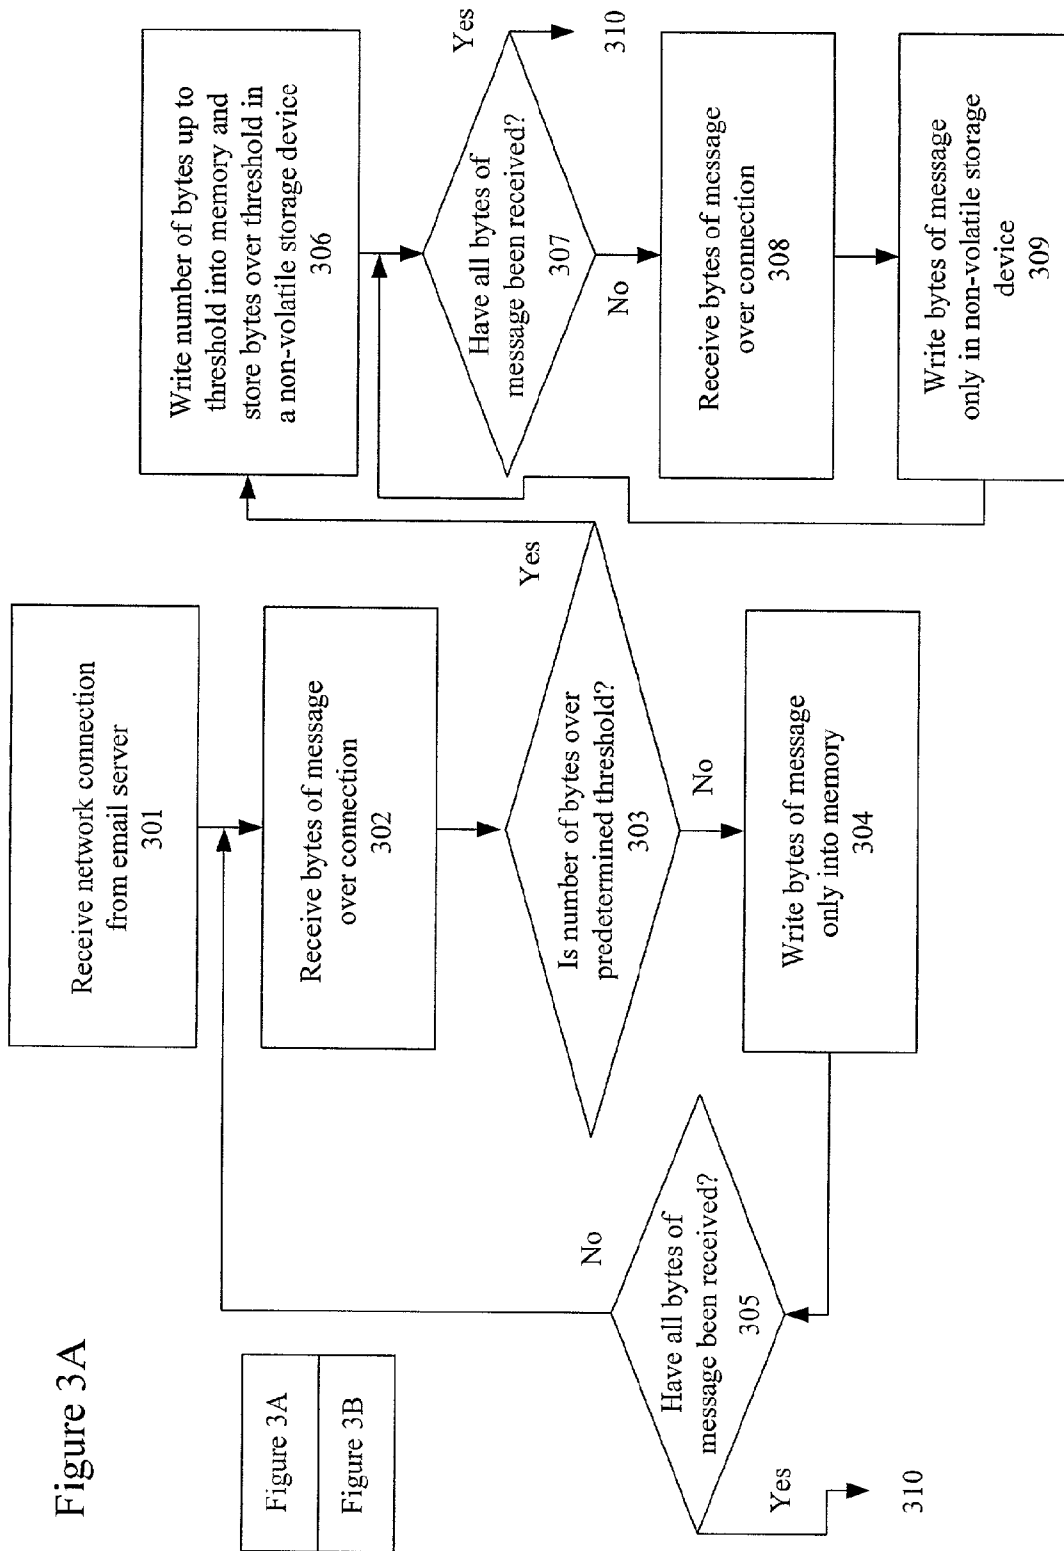 Figure 3A
Figure 3A
Figure 3B
Receive network connection
from email server
301
Receive bytes of message
over connection
302
Is number of bytes over
predetermined threshold?
303
Yes
No
Write bytes of message
only into memory
304
Have all bytes of
message been received?
305
No
Yes
310
Write number of bytes up to
threshold into memory and
store bytes over threshold in
a non-volatile storage device
306
Have all bytes of
message been received?
307
Yes
310
No
Receive bytes of message
over connection
308
Write bytes of message
only in non-volatile storage
device
309